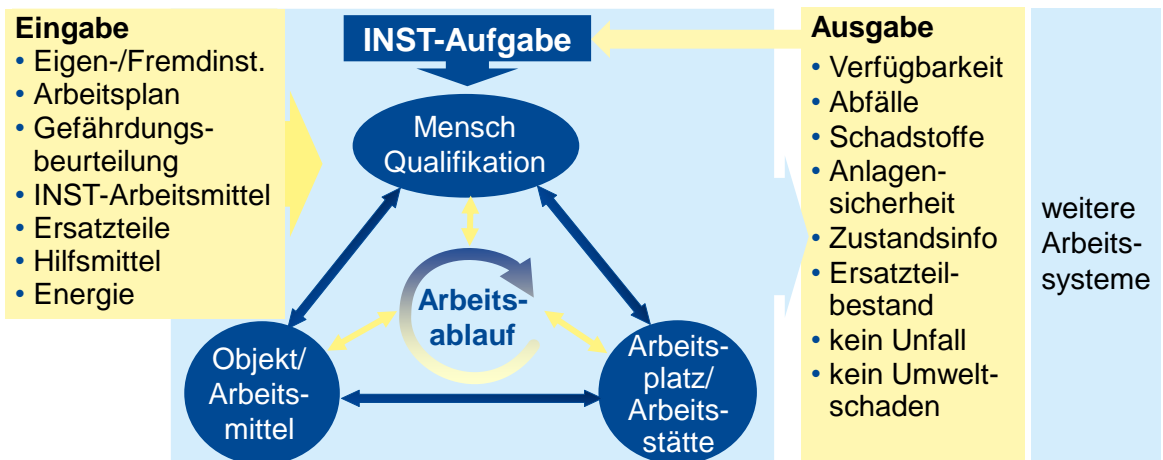 Eingabe
• Eigen-/Fremdinst.
• Arbeitsplan
• Gefährdungs-
beurteilung
• INST-Arbeitsmittel
• Ersatzteile
• Hilfsmittel
• Energie
INST-Aufgabe
Mensch
Qualifikation
Arbeits-
ablauf
Objekt/
Arbeits-
mittel
Arbeits-
platz/
Arbeits-
stätte
Ausgabe
• Verfügbarkeit
• Abfälle
• Schadstoffe
• Anlagen-
sicherheit
• Zustandsinfo
• Ersatzteil-
bestand
• kein Unfall
• kein Umwelt-
schaden
weitere
Arbeits-
systeme